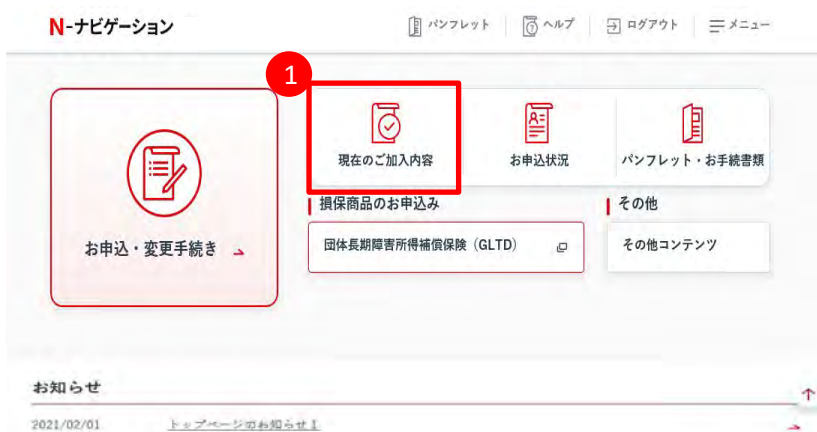 N-ナビゲーション
パンフレット ヘルプ ログアウト メニュー
1
現在のご加入内容 お申込状況 パンフレット・お手続書類
お申込・変更手続き
損保商品のお申込み その他
団体長期障害所得補償保険（GLTD） その他コンテンツ
お知らせ
2021/02/01 トップページのお知らせ1